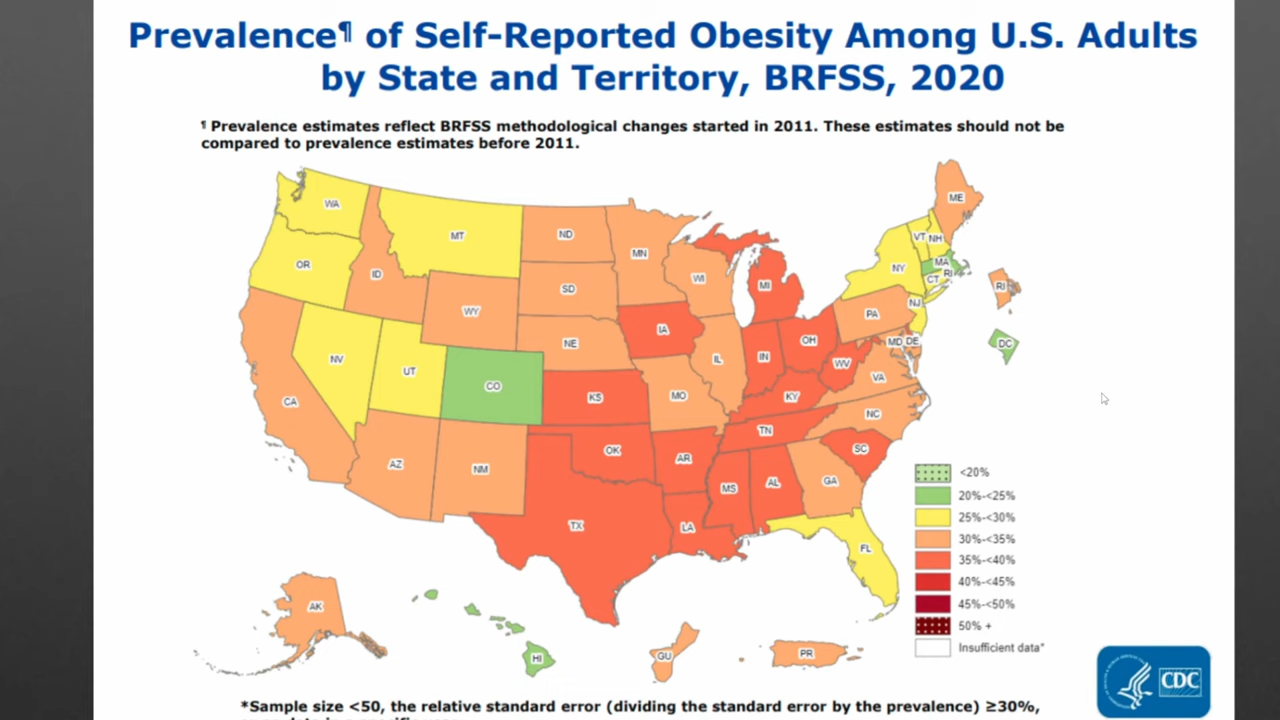 Prevalence¶ of Self-Reported Obesity Among U.S. Adults
by State and Territory, BRFSS, 2020
¶ Prevalence estimates reflect BRFSS methodological changes started in 2011. These estimates should not be
compared to prevalence estimates before 2011.
ME
WA
VT NH
MT
ND
MN
OR
MA
NY
RI
ID
WI
CT
SD
MI
RI
NJ
WY
PA
IA
OH
MD DE
DC
NE
NV
IL
IN
WV
UT
CO
VA
KS
MO
KY
CA
NC
TN
OK
SC
AR
AZ
NM
GA
<20%
MS
AL
20%-<25%
TX
LA
25%-<30%
30%-<35%
FL
35%-<40%
40%-<45%
AK
45%-<50%
50% +
Insufficient data*
HI
GU
PR
CDC
*Sample size <50, the relative standard error (dividing the standard error by the prevalence) ≥30%,